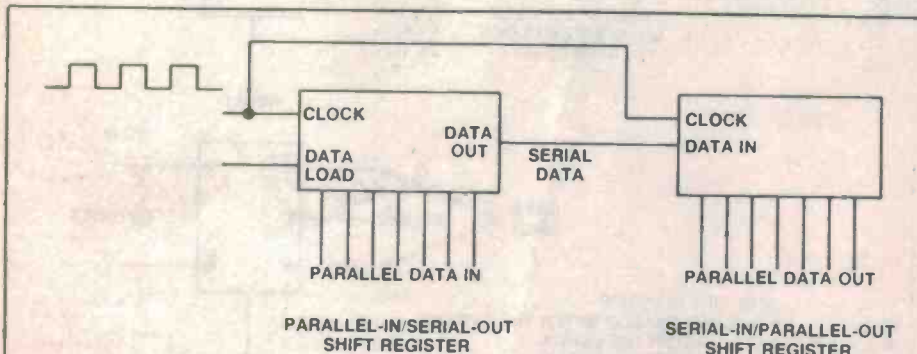 CLOCK
DATA
LOAD
DATA
OUT
SERIAL
DATA
CLOCK
DATA IN
PARALLEL DATA IN
PARALLEL DATA OUT
PARALLEL-IN/SERIAL-OUT
SHIFT REGISTER
SERIAL-IN/PARALLEL-OUT
SHIFT REGISTER